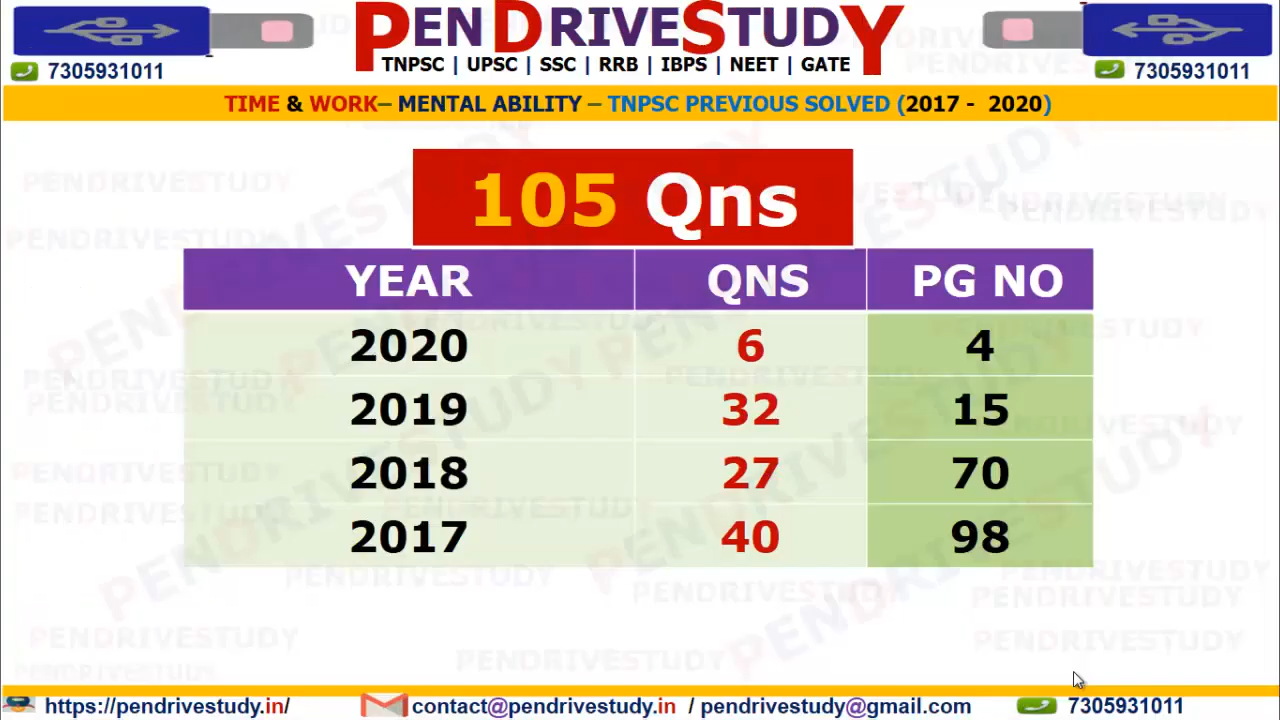 PENDRIVESTUDY
TNPSC | UPSC | SSC | RRB | IBPS | NEET | GATE
7305931011
7305931011
TIME & WORK– MENTAL ABILITY – TNPSC PREVIOUS SOLVED (2017 - 2020)
105 Qns
YEAR QNS PG NO
2020 6 4
2019 32 15
2018 27 70
2017 40 98
https://pendrivestudy.in/ contact@pendrivestudy.in / pendrivestudy@gmail.com 7305931011